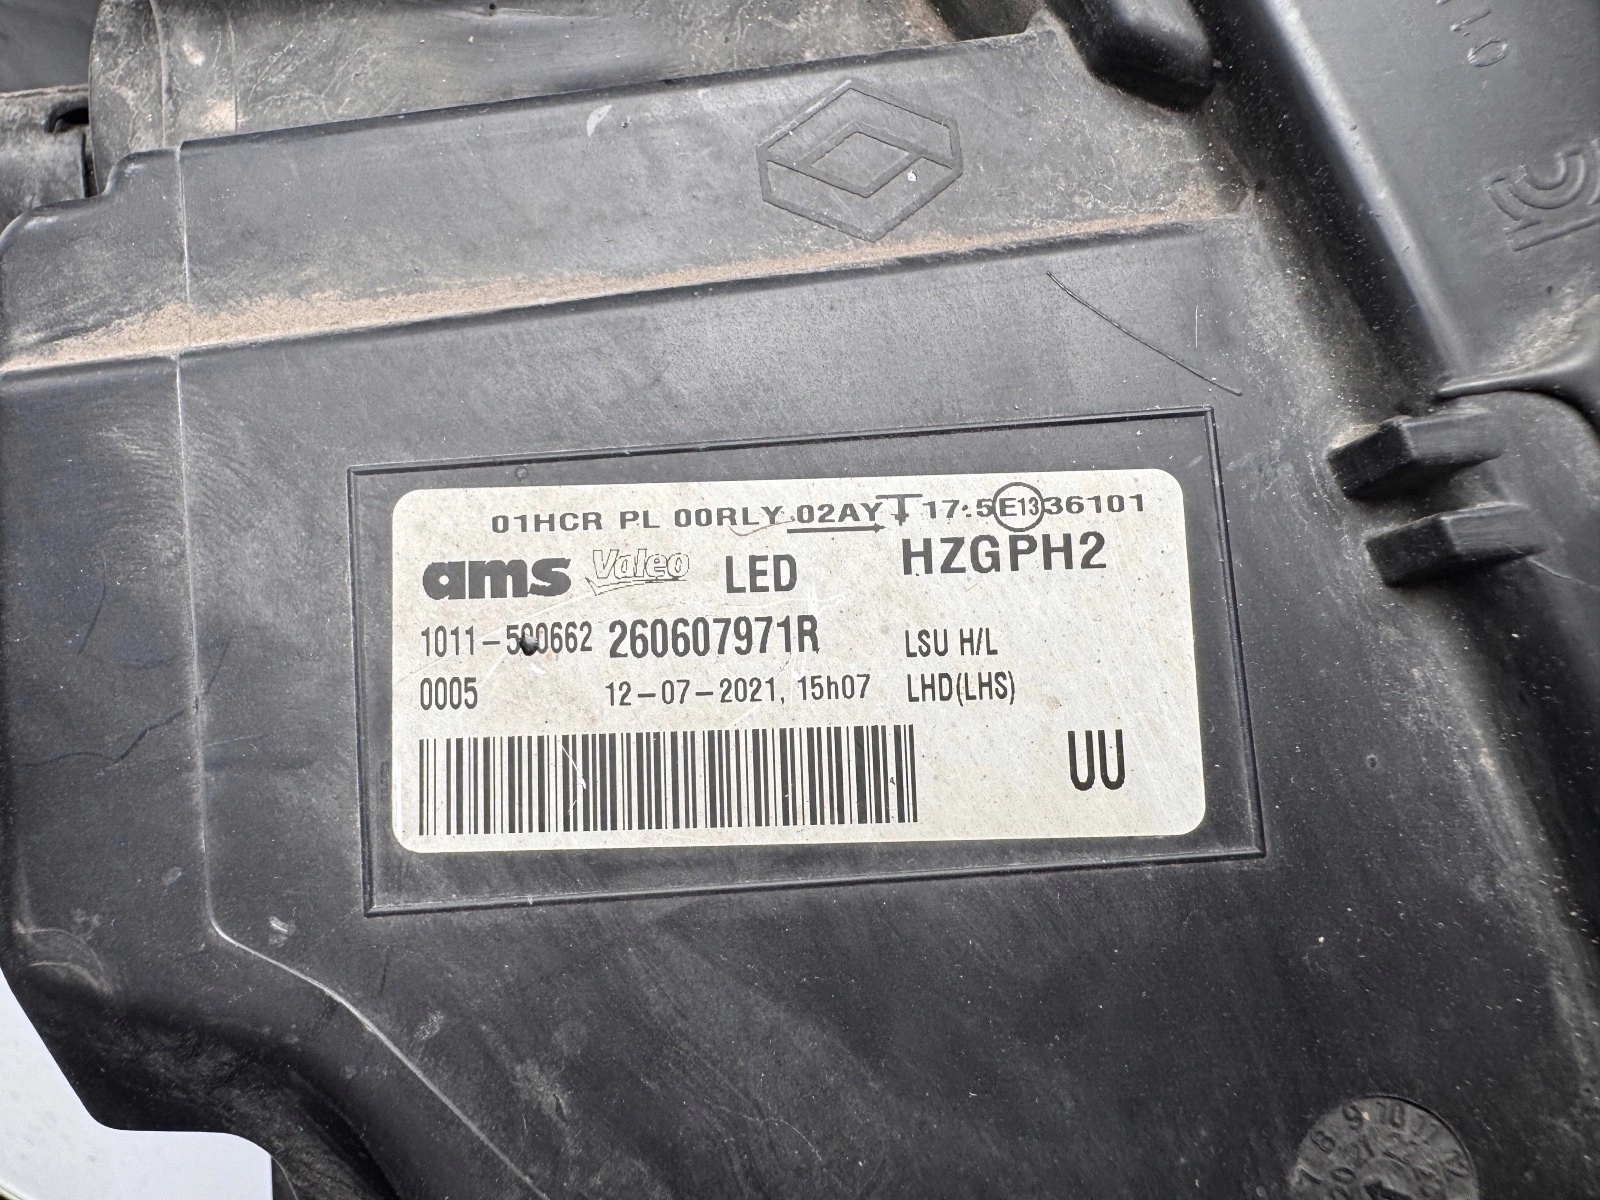 01HCR PL 00RLY 02AY 17.5 E13 36101
ams Valeo LED HZGPH2
1011-500662 260607971R LSU H/L
0005 12-07-2021, 15h07 LHD(LHS)
UU